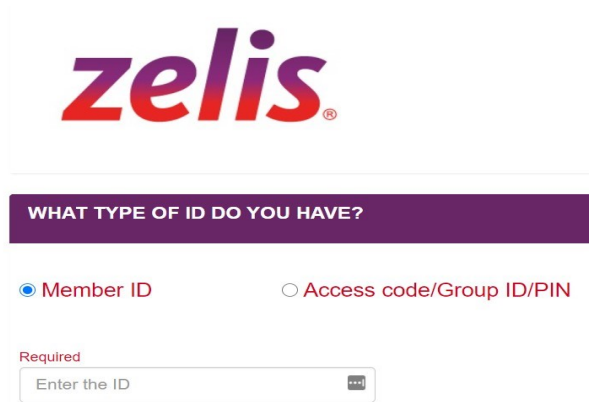 zelis®
WHAT TYPE OF ID DO YOU HAVE?
Member ID Access code/Group ID/PIN
Required
Enter the ID